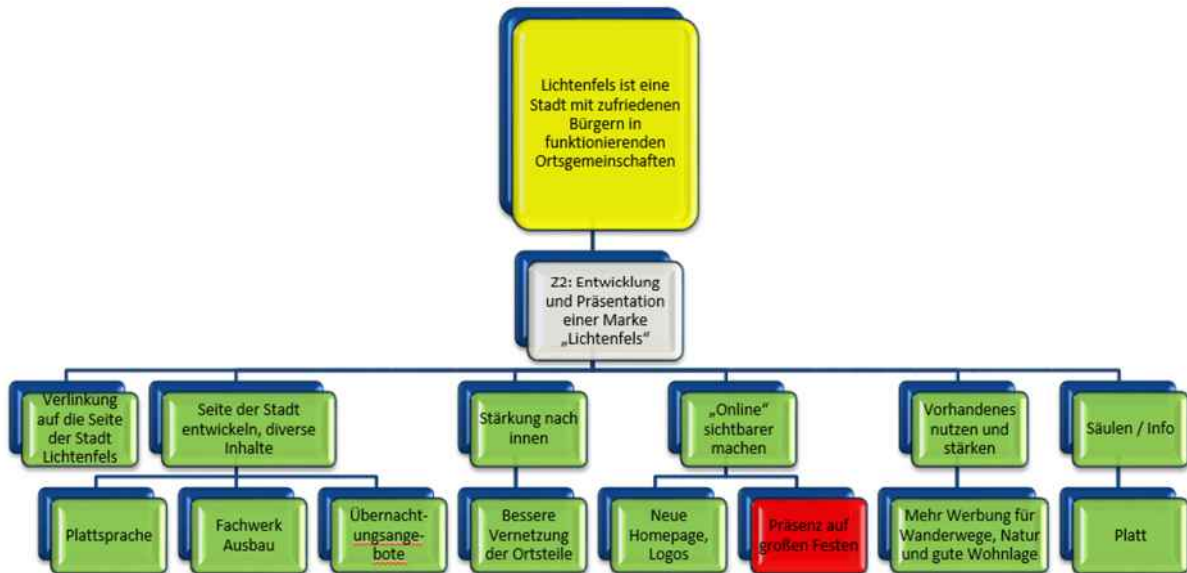 Lichtenfels ist eine
Stadt mit zufriedenen
Bürgern in
funktionierenden
Ortsgemeinschaften
Z2: Entwicklung
und Präsentation
einer Marke
„Lichtenfels“
Verlinkung
auf die Seite
der Stadt
Lichtenfels
Seite der Stadt
entwickeln, diverse
Inhalte
Stärkung nach
innen
„Online“
sichtbarer
machen
Vorhandenes
nutzen und
stärken
Säulen / Info
Plattsprache
Fachwerk
Ausbau
Übernacht-
ungsange-
bote
Bessere
Vernetzung
der Ortsteile
Neue
Homepage,
Logos
Präsenz auf
großen Festen
Mehr Werbung für
Wanderwege, Natur
und gute Wohnlage
Platt